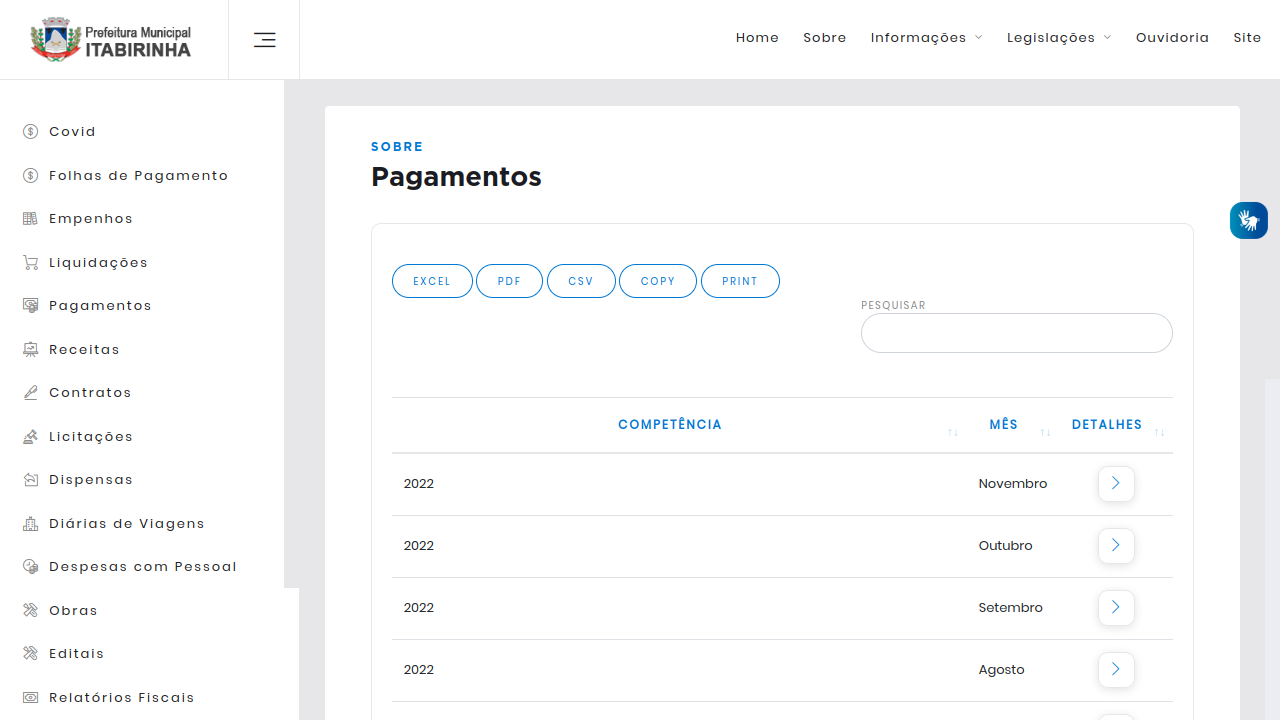 Prefeitura Municipal
ITABIRINHA
Home Sobre Informações Legislações Ouvidoria Site
Covid
Folhas de Pagamento
Empenhos
Liquidações
Pagamentos
Receitas
Contratos
Licitações
Dispensas
Diárias de Viagens
Despesas com Pessoal
Obras
Editais
Relatórios Fiscais
SOBRE
Pagamentos
EXCEL PDF CSV COPY PRINT
PESQUISAR
COMPETÊNCIA MÊS DETALHES
2022 Novembro
2022 Outubro
2022 Setembro
2022 Agosto